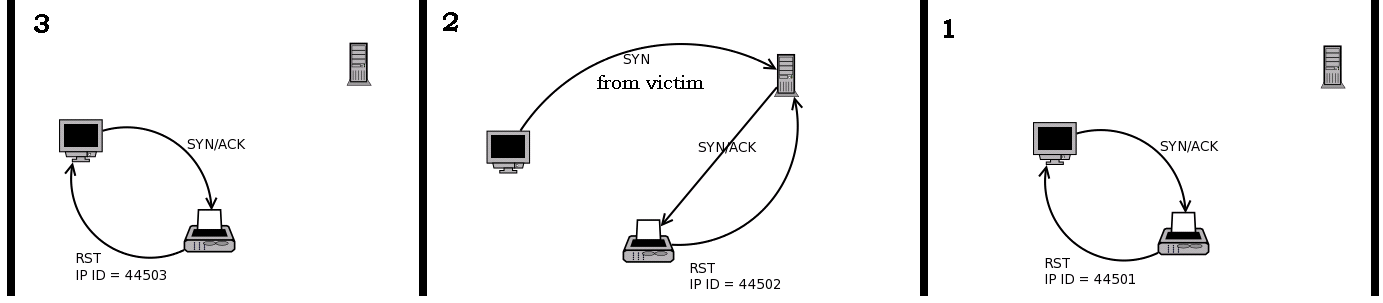 3
SYN/ACK
RST
IP ID = 44503
2
SYN
from victim
SYN/ACK
RST
IP ID = 44502
1
SYN/ACK
RST
IP ID = 44501